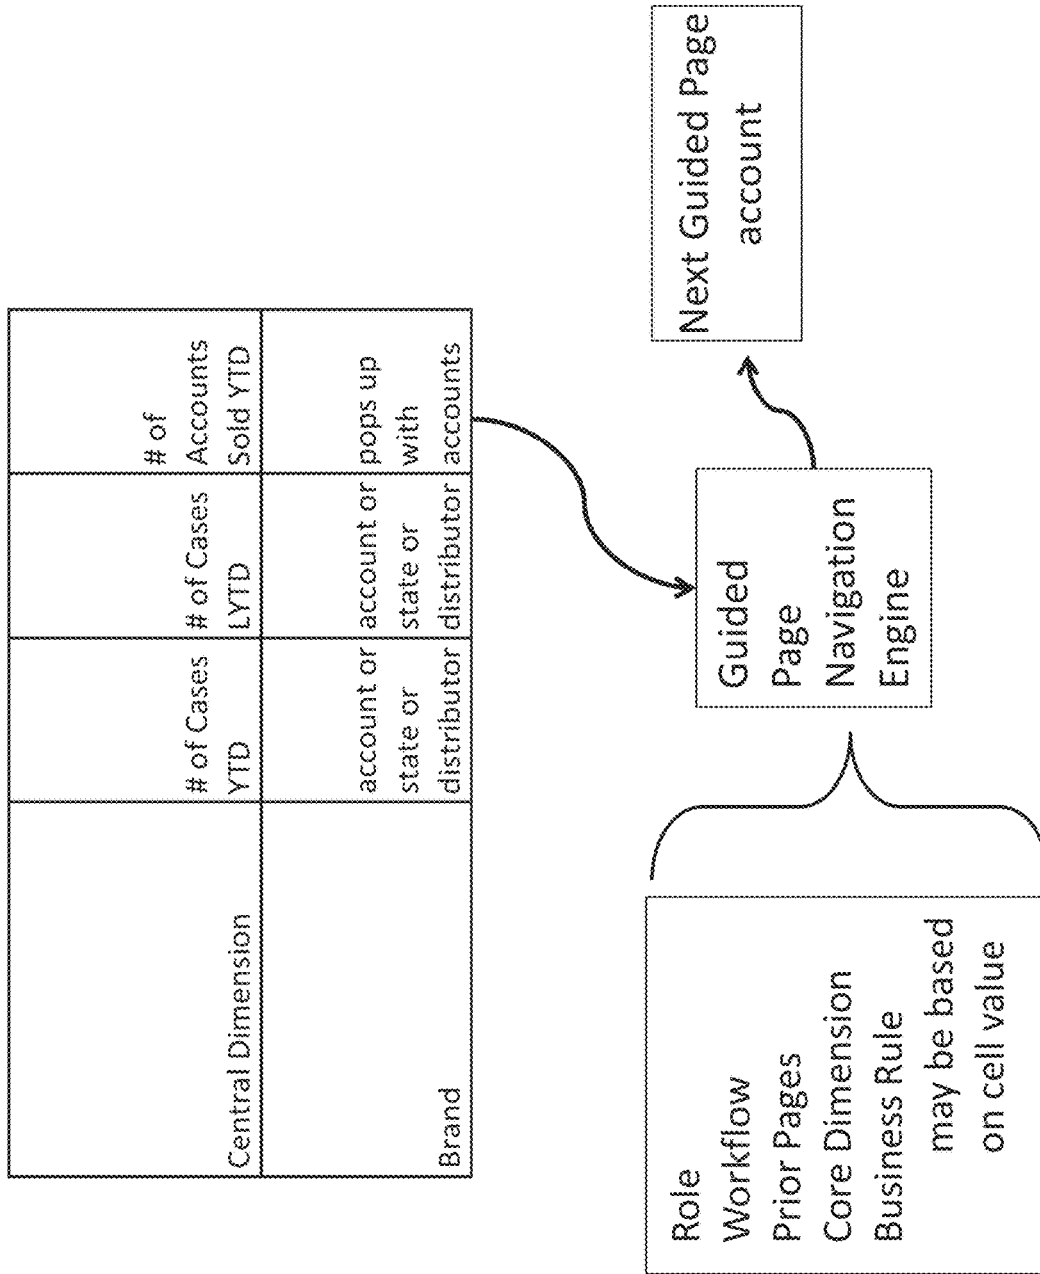 Central Dimension
# of Cases
YTD
# of Cases
LYTD
# of
Accounts
Sold YTD
Brand
account or
state or
distributor
account or
state or
distributor
pops up
with
accounts
Role
Workflow
Prior Pages
Core Dimension
Business Rule
may be based
on cell value
Guided
Page
Navigation
Engine
Next Guided Page
account